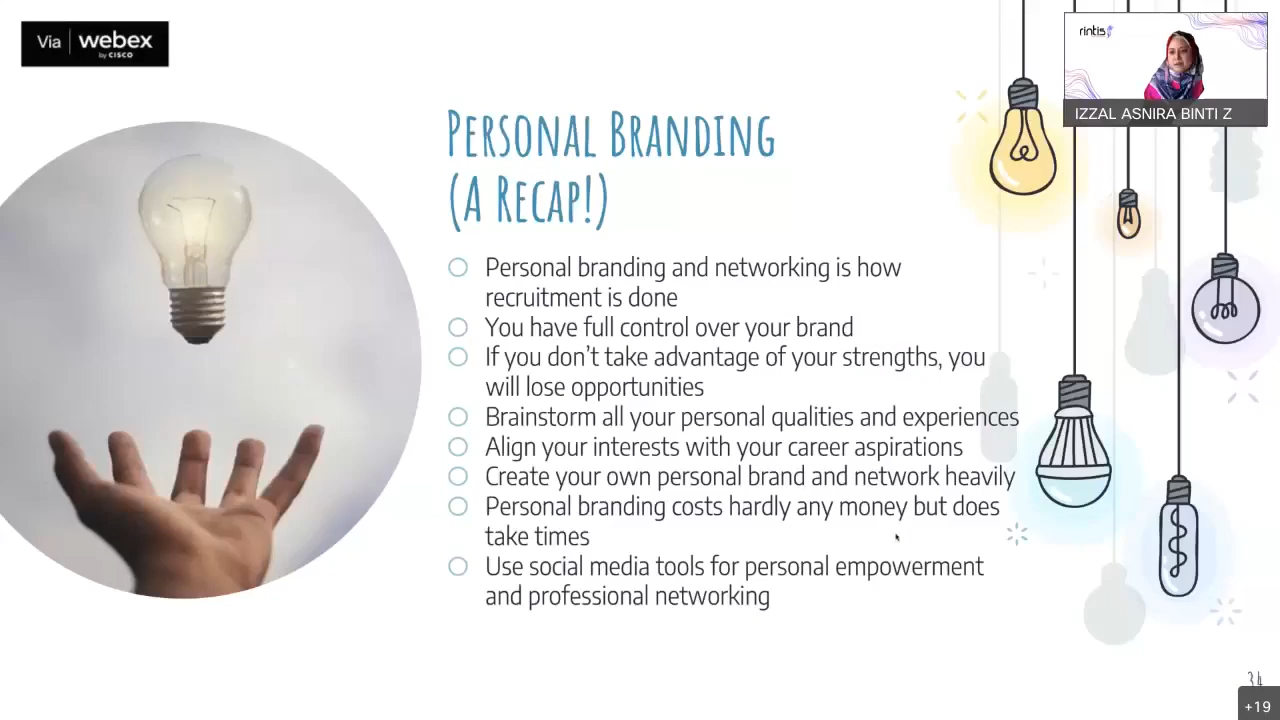 Via webex
by CISCO
rintis
IZZAL ASNIRA BINTI Z
PERSONAL BRANDING
(A RECAP!)
Personal branding and networking is how
recruitment is done
You have full control over your brand
If you don’t take advantage of your strengths, you
will lose opportunities
Brainstorm all your personal qualities and experiences
Align your interests with your career aspirations
Create your own personal brand and network heavily
Personal branding costs hardly any money but does
take times
Use social media tools for personal empowerment
and professional networking
34
+19